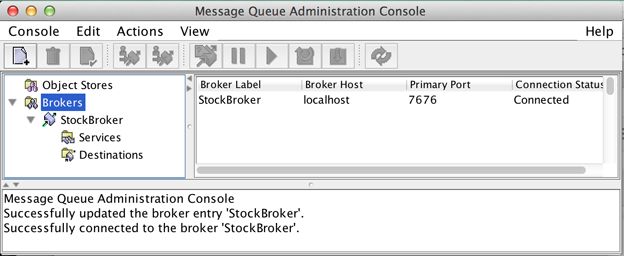 Message Queue Administration Console
Console Edit Actions View Help
Object Stores
Brokers
StockBroker
Services
Destinations
Broker Label Broker Host Primary Port Connection Status
StockBroker localhost 7676 Connected
Message Queue Administration Console
Successfully updated the broker entry 'StockBroker'.
Successfully connected to the broker 'StockBroker'.